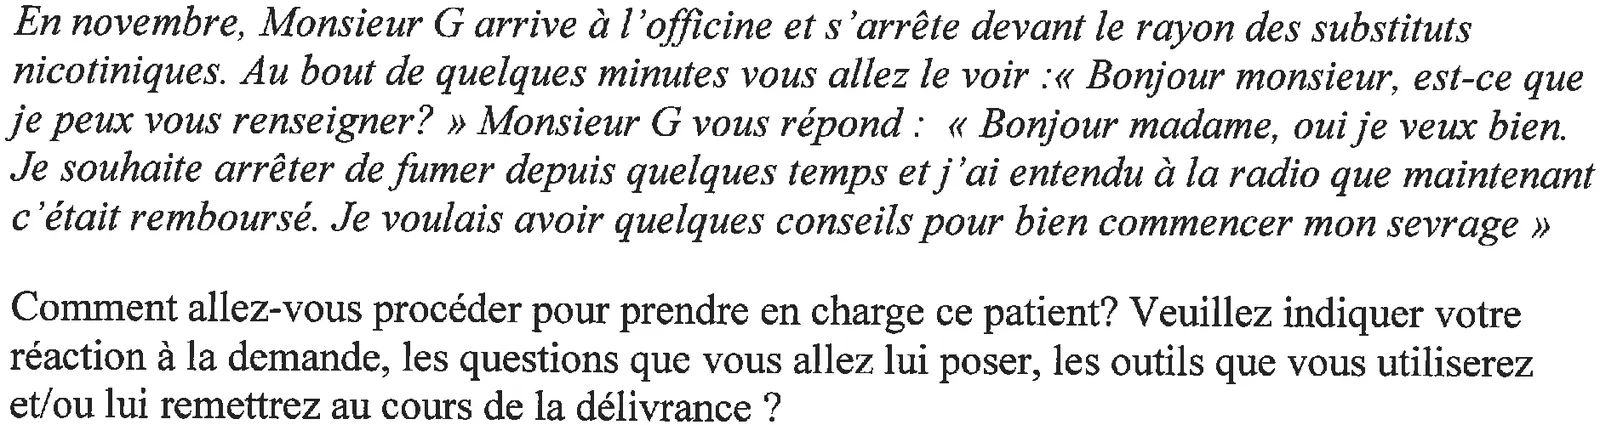 En novembre, Monsieur G arrive à l'officine et s'arrête devant le rayon des substituts
nicotiniques. Au bout de quelques minutes vous allez le voir :« Bonjour monsieur, est-ce que
je peux vous renseigner? » Monsieur G vous répond : « Bonjour madame, oui je veux bien.
Je souhaite arrêter de fumer depuis quelques temps et j'ai entendu à la radio que maintenant
c'était remboursé. Je voulais avoir quelques conseils pour bien commencer mon sevrage »
Comment allez-vous procéder pour prendre en charge ce patient? Veuillez indiquer votre
réaction à la demande, les questions que vous allez lui poser, les outils que vous utiliserez
et/ou lui remettrez au cours de la délivrance ?